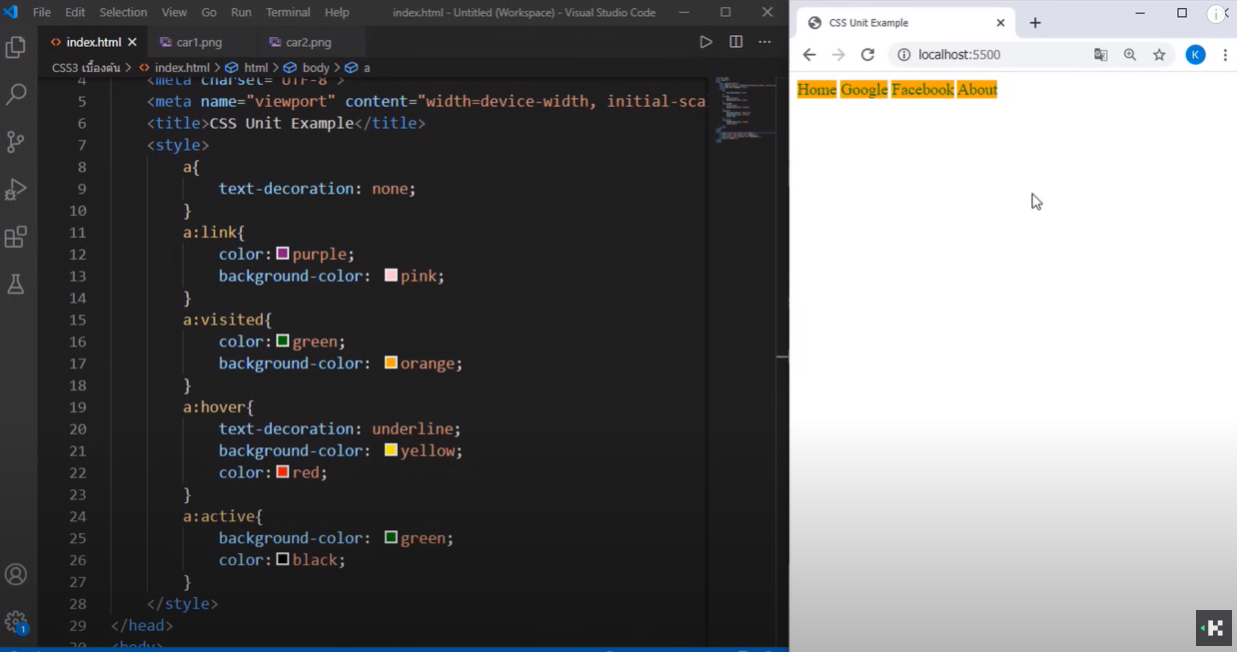 File Edit Selection View Go Run Terminal Help index.html - Untitled (Workspace) - Visual Studio Code
index.html car1.png car2.png
CSS3 เบื้องต้น > index.html > html > body > a
4 <meta charset="UTF-8">
5 <meta name="viewport" content="width=device-width, initial-sca
6 <title>CSS Unit Example</title>
7 <style>
8 a{
9 text-decoration: none;
10 }
11 a:link{
12 color: purple;
13 background-color: pink;
14 }
15 a:visited{
16 color: green;
17 background-color: orange;
18 }
19 a:hover{
20 text-decoration: underline;
21 background-color: yellow;
22 color: red;
23 }
24 a:active{
25 background-color: green;
26 color: black;
27 }
28 </style>
29 </head>
30 <body>
1
CSS Unit Example
localhost:5500
K
Home Google Facebook About
K